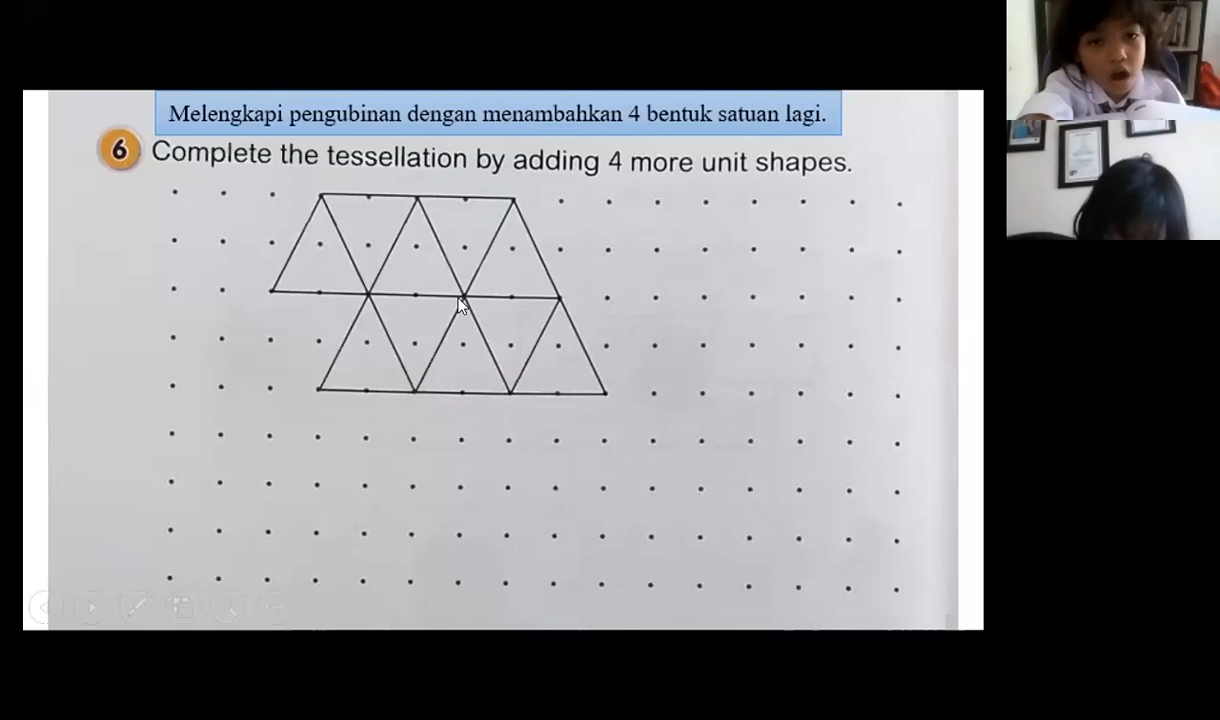 Melengkapi pengubinan dengan menambahkan 4 bentuk satuan lagi.
6 Complete the tessellation by adding 4 more unit shapes.